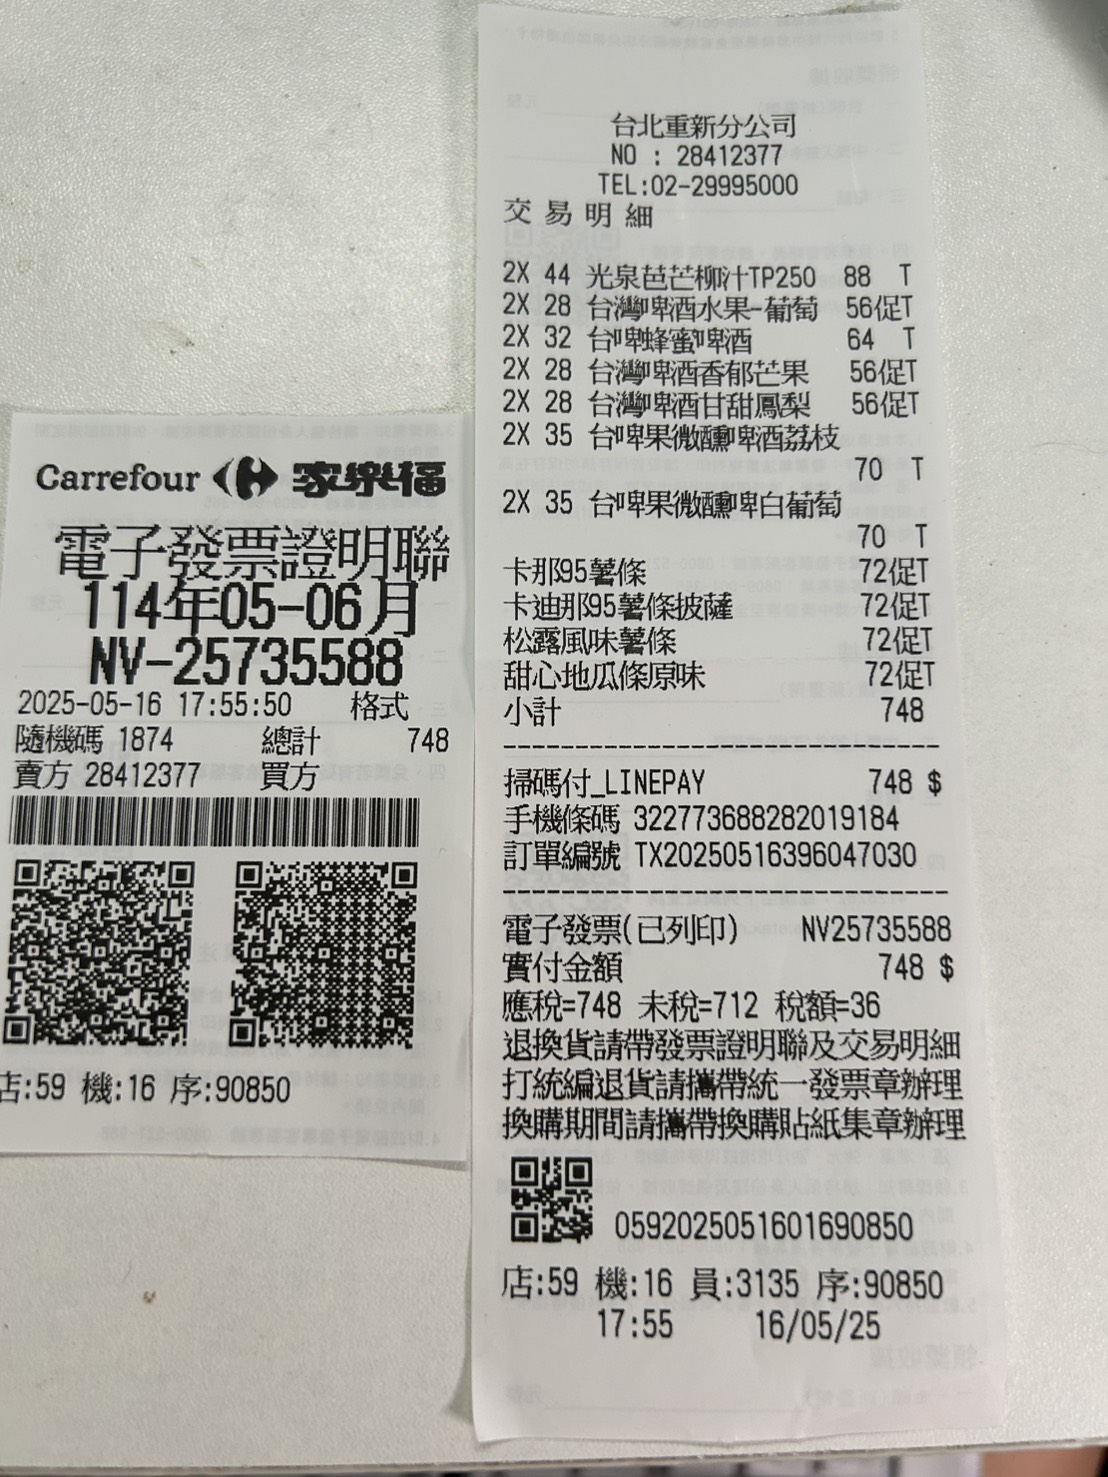 Carrefour 家樂福
電子發票證明聯
114年05-06月
NV-25735588
2025-05-16 17:55:50 格式
隨機碼 1874 總計 748
賣方 28412377 買方
店:59 機:16 序:90850
台北重新分公司
NO : 28412377
TEL:02-29995000
交易明細
2X 44 光泉芭芒柳汁TP250 88 T
2X 28 台灣啤酒水果-葡萄 56促T
2X 32 台啤蜂蜜啤酒 64 T
2X 28 台灣啤酒香郁芒果 56促T
2X 28 台灣啤酒甘甜鳳梨 56促T
2X 35 台啤果微醺啤酒荔枝
70 T
2X 35 台啤果微醺啤白葡萄
70 T
卡那95薯條 72促T
卡迪那95薯條披薩 72促T
松露風味薯條 72促T
甜心地瓜條原味 72促T
小計 748
掃碼付_LINEPAY 748 $
手機條碼 322773688282019184
訂單編號 TX20250516396047030
電子發票(已列印) NV25735588
實付金額 748 $
應稅=748 未稅=712 稅額=36
退換貨請帶發票證明聯及交易明細
打統編退貨請攜帶統一發票章辦理
換購期間請攜帶換購貼紙集章辦理
0592025051601690850
店:59 機:16 員:3135 序:90850
17:55 16/05/25